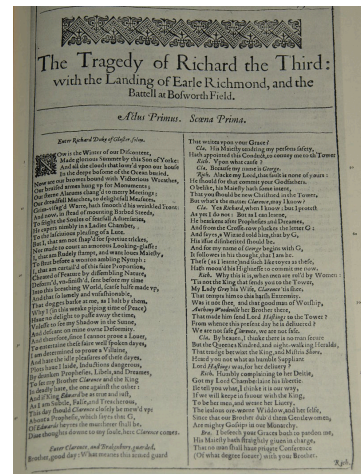 The Tragedy of Richard the Third:
with the Landing of Earle Richmond, and the
Battell at Bosworth Field.
Actus Primus. Scœna Prima.
Enter Richard Duke of Gloster, solus.
NOw is the Winter of our Discontent,
Made glorious Summer by this Son of Yorke:
And all the clouds that lowr'd vpon our house
In the deepe bosome of the Ocean buried.
Now are our browes bound with Victorious Wreathes,
Our bruised armes hung vp for Monuments;
Our sterne Alarums chang'd to merry Meetings;
Our dreadfull Marches, to delightfull Measures.
Grim-visag'd Warre, hath smooth'd his wrinkled Front:
And now, in stead of mounting Barbed Steeds,
To fright the Soules of fearfull Aduersaries,
He capers nimbly in a Ladies Chamber,
To the lasciuious pleasing of a Lute.
But I, that am not shap'd for sportiue trickes,
Nor made to court an amorous Looking-glasse:
I, that am Rudely stampt, and want loues Maiesty,
To strut before a wanton ambling Nymph:
I, that am curtail'd of this faire Proportion,
Cheated of Feature by dissembling Nature,
Deform'd, vn-finish'd, sent before my time
Into this breathing World, scarse halfe made vp,
And that so lamely and vnfashionable,
That dogges barke at me, as I halt by them.
Why I (in this weake piping time of Peace)
Haue no delight to passe away the time,
Vnlesse to see my Shadow in the Sunne,
And descant on mine owne Deformity.
And therefore, since I cannot proue a Louer,
To entertaine these faire well spoken dayes,
I am determined to proue a Villaine,
And hate the idle pleasures of these dayes.
Plots haue I laide, Inductions dangerous,
By drunken Prophesies, Libels, and Dreames,
To set my Brother Clarence and the King
In deadly hate, the one against the other:
And if King Edward be as true and iust,
As I am Subtle, False, and Treacherous,
This day should Clarence closely be mew'd vp:
About a Prophesie, which sayes that G,
Of Edwards heyres the murtherer shall be.
Diue thoughts downe to my soule, here Clarence comes.
Enter Clarence, and Brakenbury, guarded.
Brother, good day: What meanes this armed guard
That waites vpon your Grace?
Cla. His Maiesty tendring my persons safety,
Hath appointed this Conduct, to conuey me to th'Tower
Rich. Vpon what cause?
Cla. Because my name is George.
Rich. Alacke my Lord, that fault is none of yours:
He should for that commit your Godfathers.
O belike, his Maiesty hath some intent,
That you should be new Christned in the Tower,
But what's the matter Clarence, may I know?
Cla. Yea Richard, when I know: but I protest
As yet I do not: But as I can learne,
He hearkens after Prophesies and Dreames,
And from the Crosse-row pluckes the letter G:
And sayes, a Wizard told him, that by G,
His issue disinherited should be.
And for my name of George begins with G,
It followes in his thought, that I am he.
These (as I learne) and such like toyes as these,
Hath moou'd his Highnesse to commit me now.
Rich. Why this it is, when men are rul'd by Women:
'Tis not the King that sends you to the Tower,
My Lady Grey his Wife, Clarence 'tis shee,
That tempts him to this harsh Extremity.
Was it not shee, and that good man of Worship,
Anthony Woodeuille her Brother there,
That made him send Lord Hastings to the Tower?
From whence this present day he is deliuered?
We are not safe Clarence, we are not safe.
Cla. By heauen, I thinke there is no man secure
But the Queenes Kindred, and night-walking Heralds,
That trudge betwixt the King, and Mistris Shore,
Heard you not what an humble Suppliant
Lord Hastings was, for her deliuery?
Rich. Humbly complaining to her Deitie,
Got my Lord Chamberlaine his libertie.
Ile tell you what, I thinke it is our way,
If we will keepe in fauour with the King,
To be her men, and weare her Liuery.
The iealous ore-worne Widdow, and her selfe,
Since that our Brother dub'd them Gentlewomen,
Are mighty Gossips in our Monarchy.
Bra. I beseech your Graces both to pardon me,
His Maiesty hath straightly giuen in charge,
That no man shall haue priuate Conference
(Of what degree soeuer) with your Brother.
Rich.